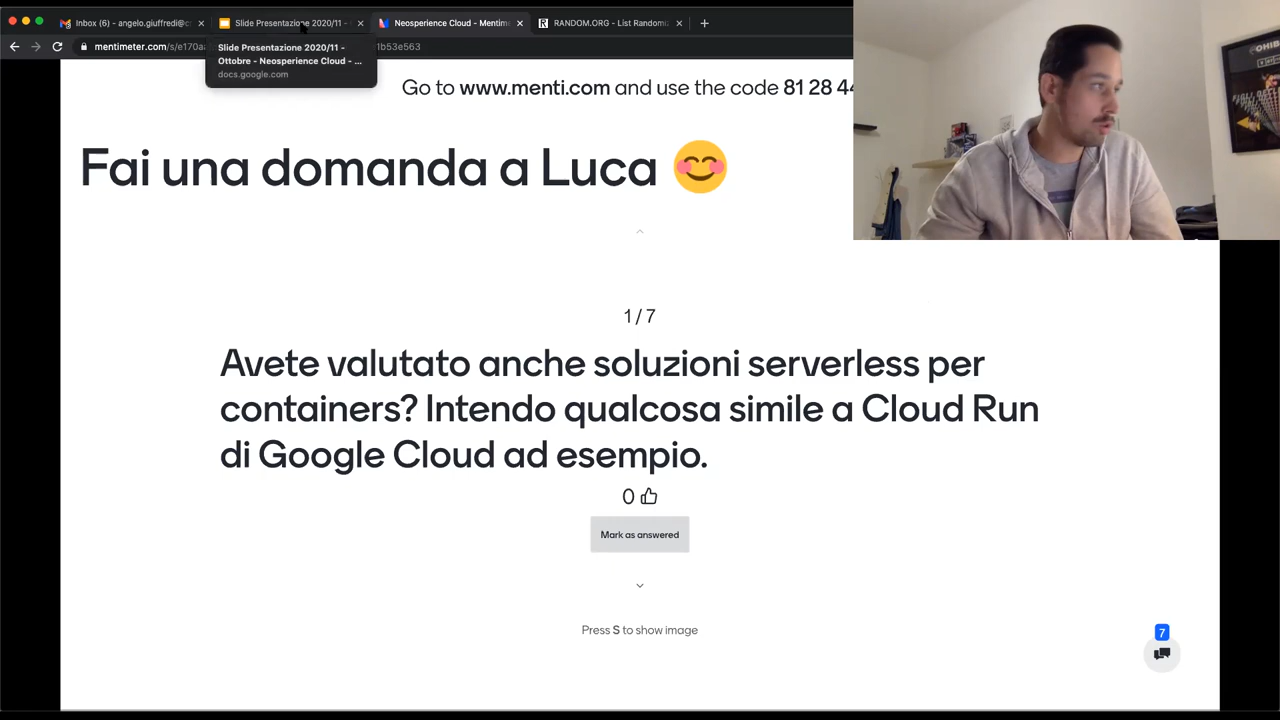 Inbox (6) - angelo.giuffredi@c
Slide Presentazione 2020/11 -
Neosperience Cloud - Mentim
RANDOM.ORG - List Randomi
mentimeter.com/s/e170a
1b53e563
Slide Presentazione 2020/11 -
Ottobre - Neosperience Cloud - ...
docs.google.com
Go to www.menti.com and use the code 81 28 44
Fai una domanda a Luca 😊
1 / 7
Avete valutato anche soluzioni serverless per
containers? Intendo qualcosa simile a Cloud Run
di Google Cloud ad esempio.
0
Mark as answered
Press S to show image
7